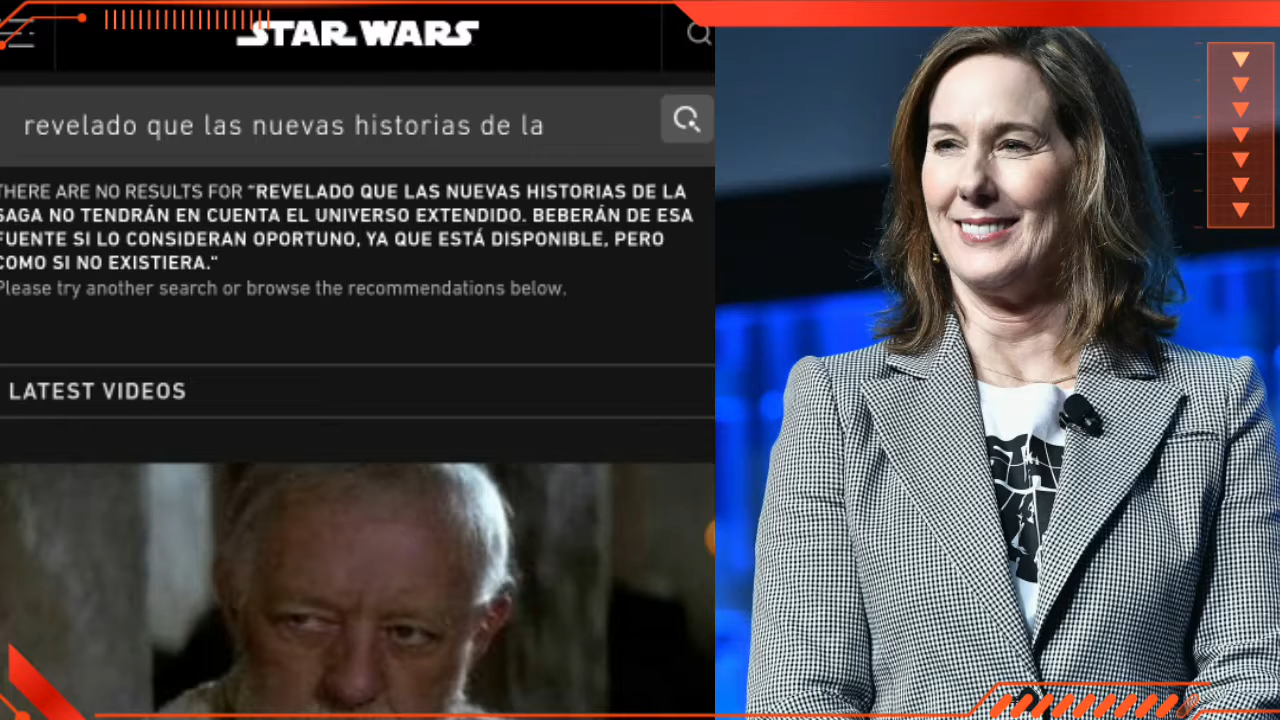 STAR WARS
revelado que las nuevas historias de la
THERE ARE NO RESULTS FOR "REVELADO QUE LAS NUEVAS HISTORIAS DE LA
SAGA NO TENDRÁN EN CUENTA EL UNIVERSO EXTENDIDO. BEBERÁN DE ESA
FUENTE SI LO CONSIDERAN OPORTUNO, YA QUE ESTÁ DISPONIBLE, PERO
COMO SI NO EXISTIERA."
Please try another search or browse the recommendations below.
LATEST VIDEOS